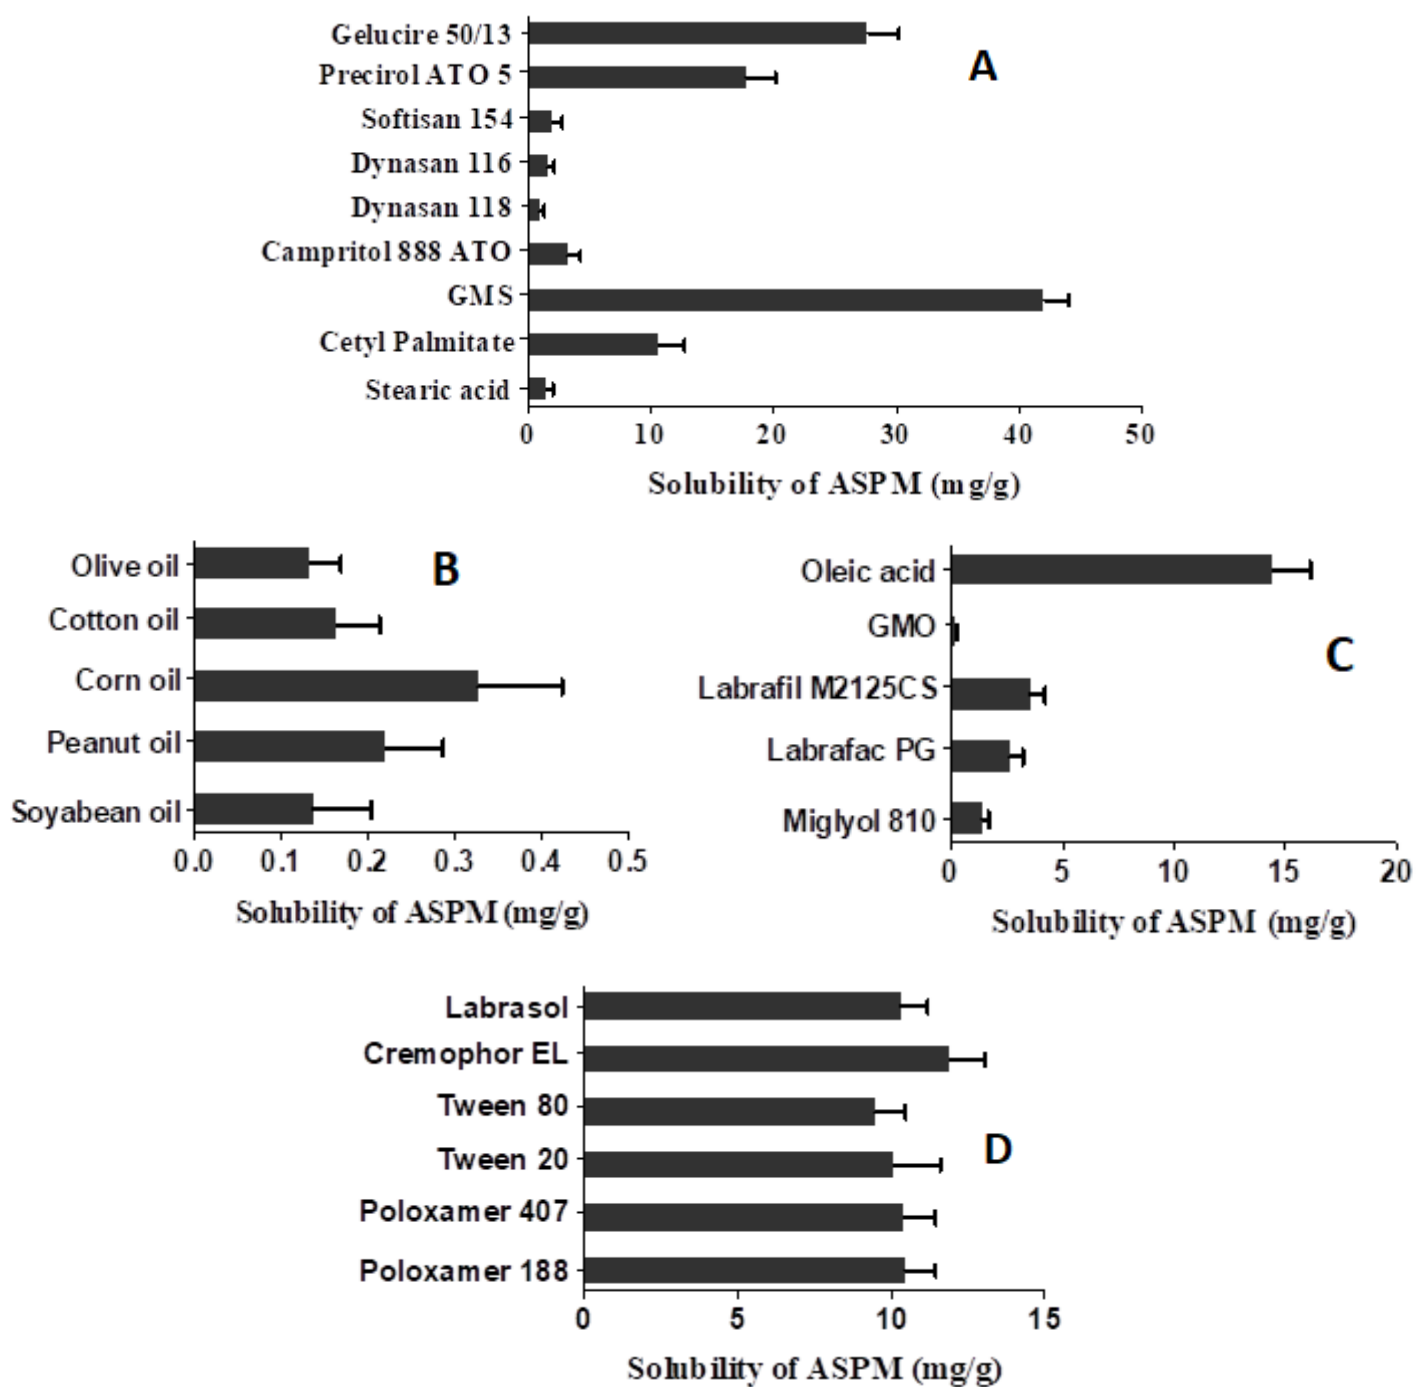 Gelucire 50/13
A
Precirol ATO 5
Softisan 154
Dynasan 116
Dynasan 118
Campritol 888 ATO
GMS
Cetyl Palmitate
Stearic acid
0 10 20 30 40 50
Solubility of ASPM (mg/g)
Olive oil
B
Cotton oil
Corn oil
Peanut oil
Soyabean oil
0.0 0.1 0.2 0.3 0.4 0.5
Solubility of ASPM (mg/g)
Oleic acid
GMO
C
Labrafil M2125CS
Labrafac PG
Miglyol 810
0 5 10 15 20
Solubility of ASPM (mg/g)
Labrasol
Cremophor EL
Tween 80
D
Tween 20
Poloxamer 407
Poloxamer 188
0 5 10 15
Solubility of ASPM (mg/g)